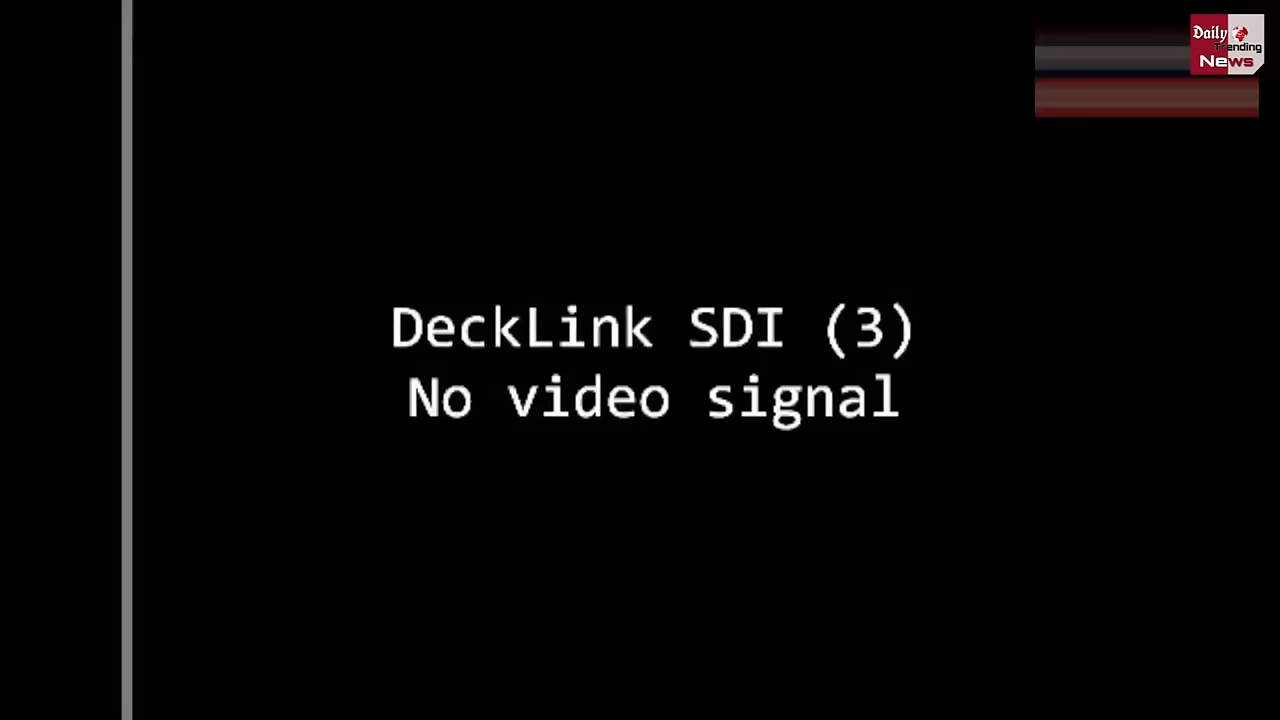 Daily
Trending
News
DeckLink SDI (3)
No video signal